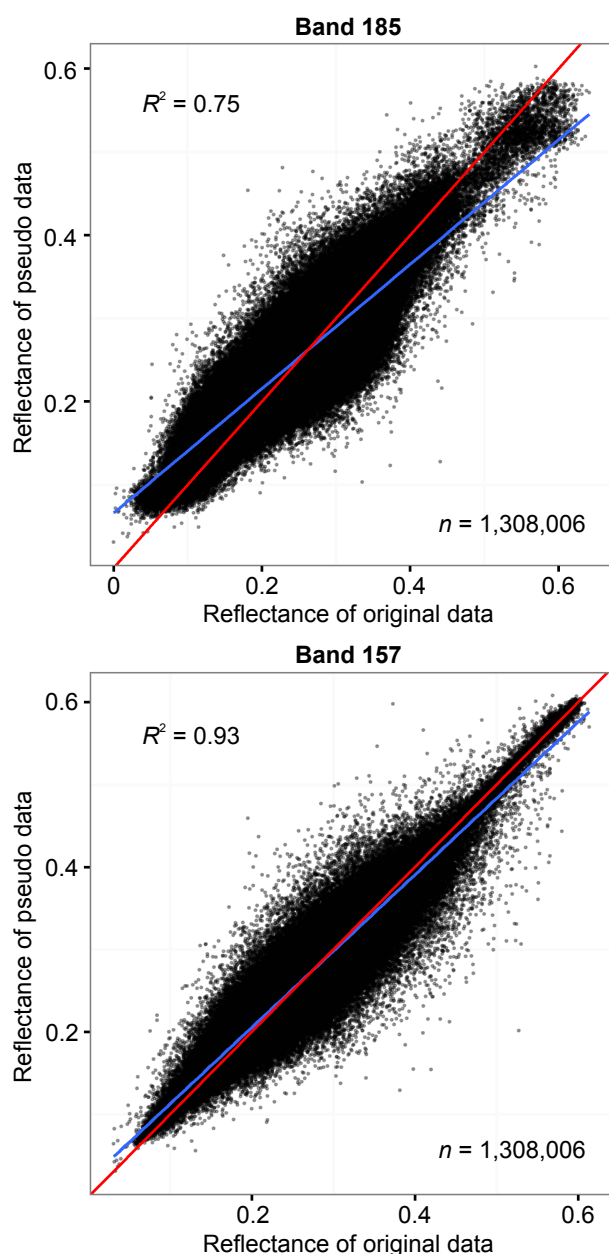 Band 185
0.6
R² = 0.75
Reflectance of pseudo data
0.4
0.2
n = 1,308,006
0 0.2 0.4 0.6
Reflectance of original data
Band 157
0.6
R² = 0.93
Reflectance of pseudo data
0.4
0.2
n = 1,308,006
0.2 0.4 0.6
Reflectance of original data